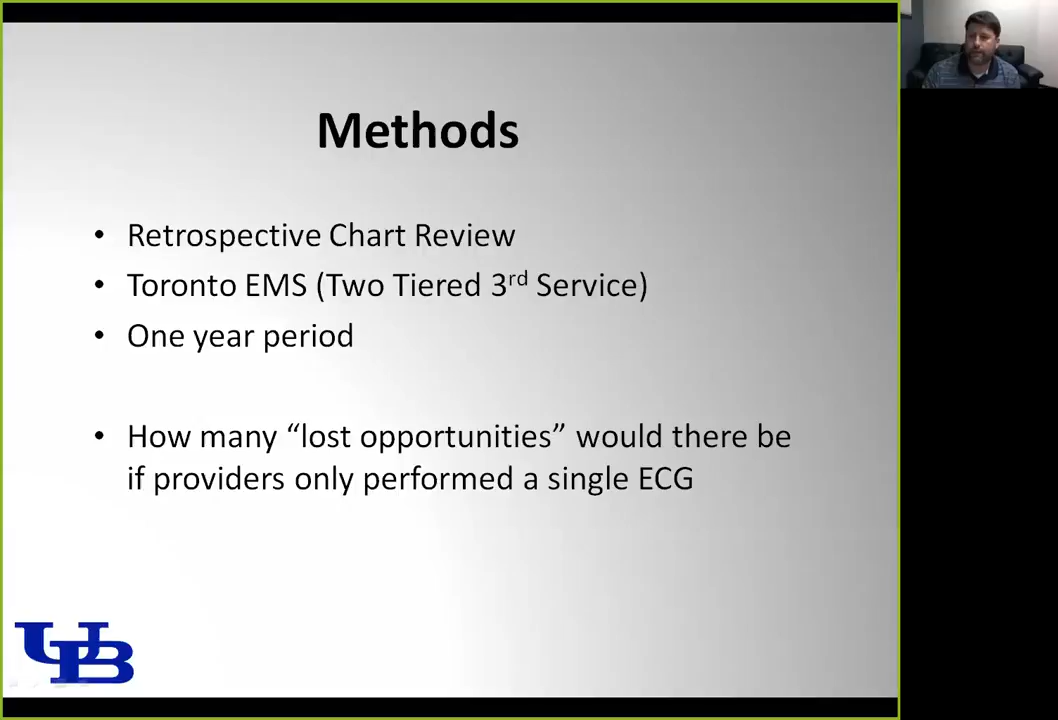 Methods
• Retrospective Chart Review
• Toronto EMS (Two Tiered 3rd Service)
• One year period
• How many “lost opportunities” would there be
if providers only performed a single ECG
UB